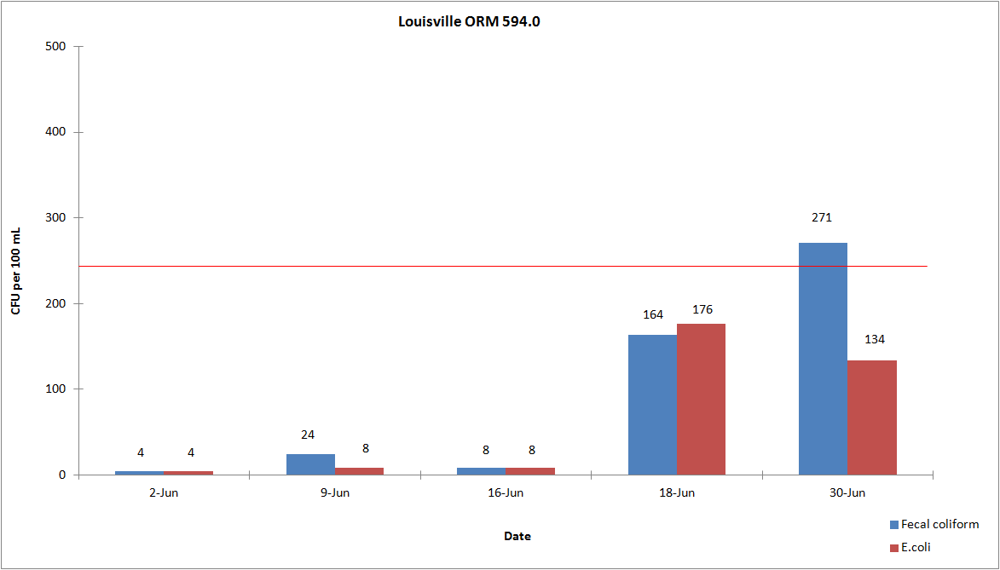 Louisville ORM 594.0
500
400
300
200
100
0
CFU per 100 mL
4
4
24
8
8
8
164
176
271
134
2-Jun
9-Jun
16-Jun
18-Jun
30-Jun
Date
Fecal coliform
E.coli